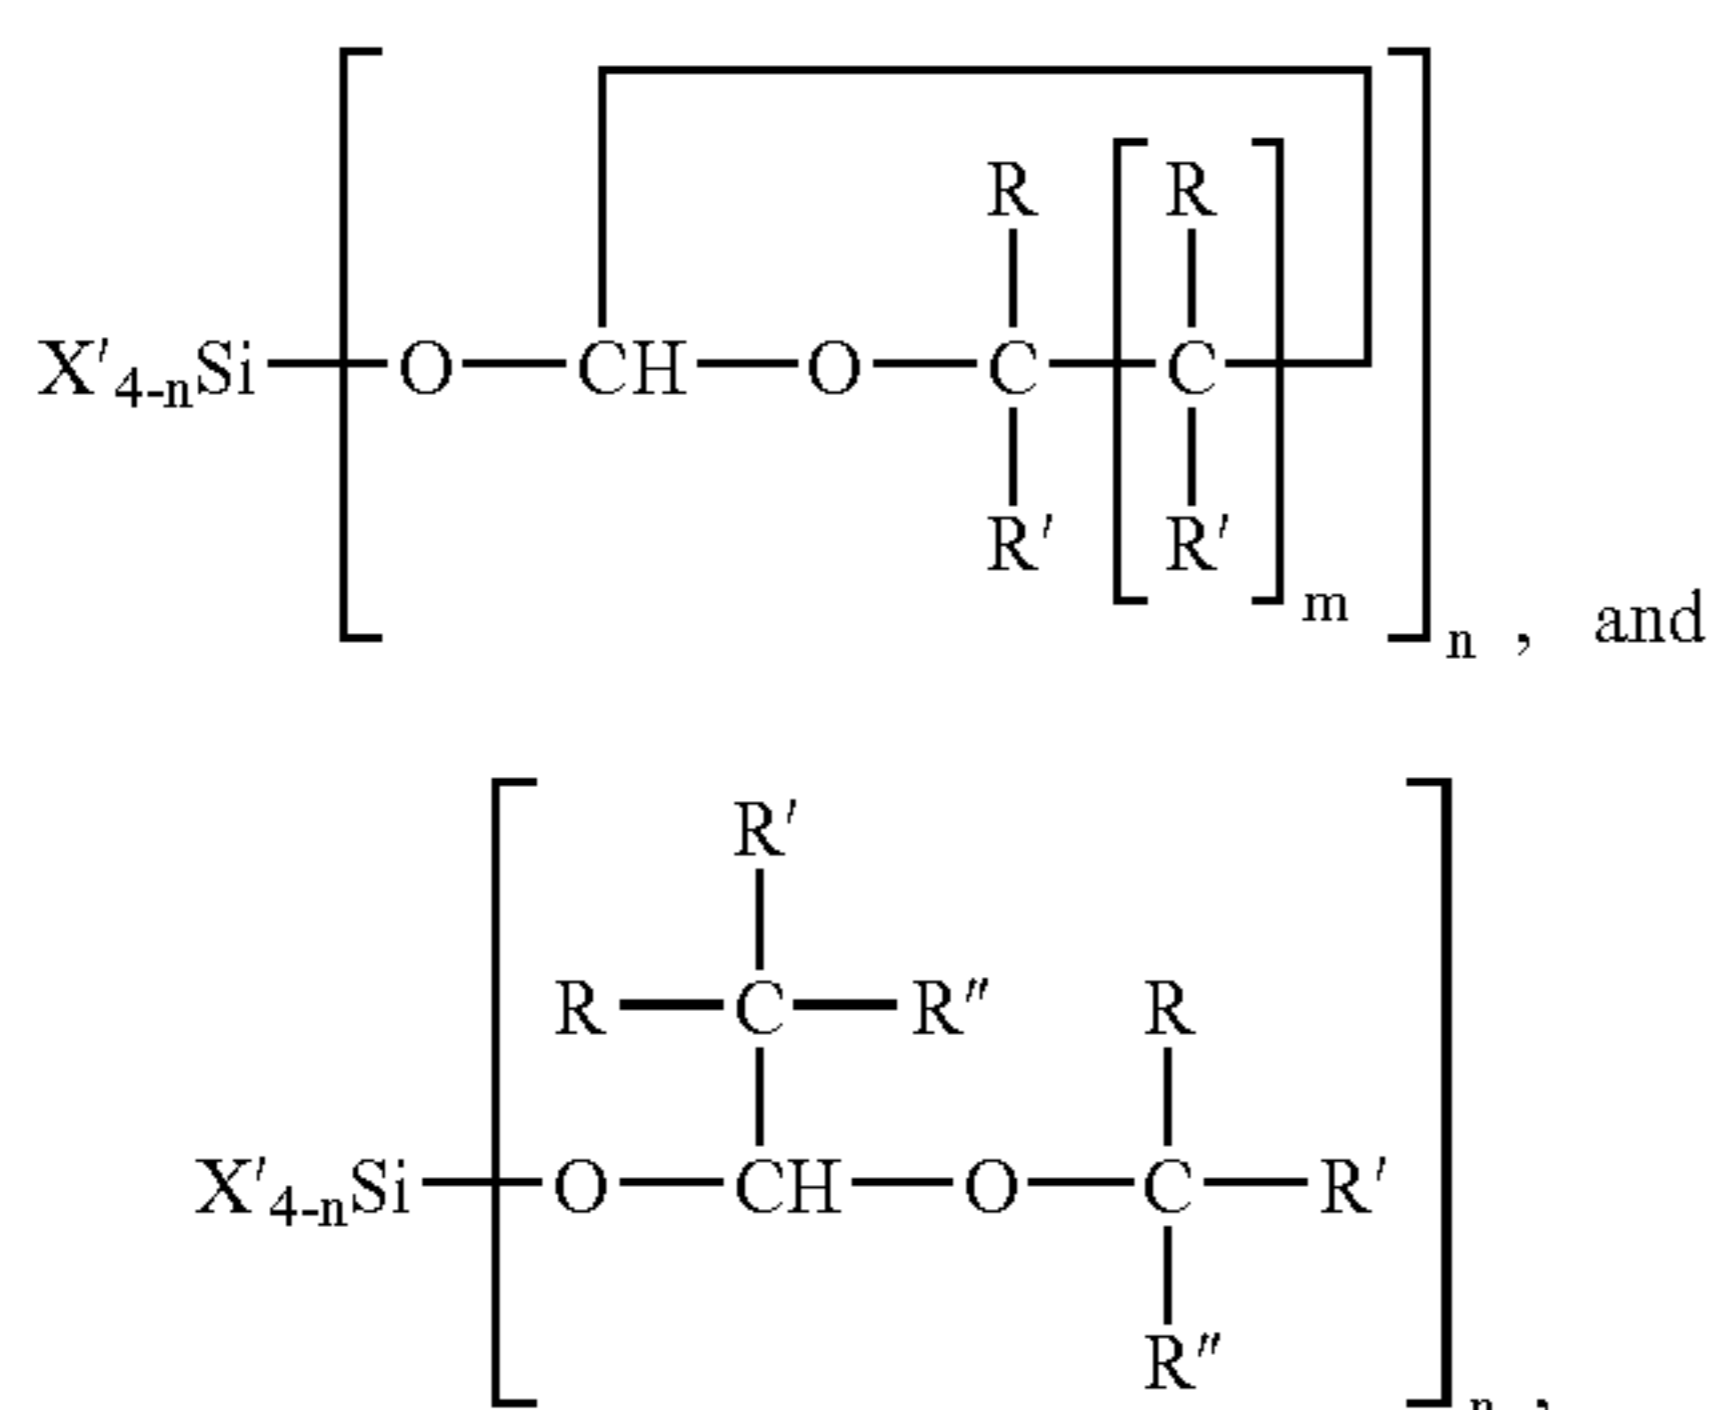 R R
X'4-nSi O CH O C C
R' R'
m
n , and
R'
R C R" R
X'4-nSi O CH O C R'
R"
n ,